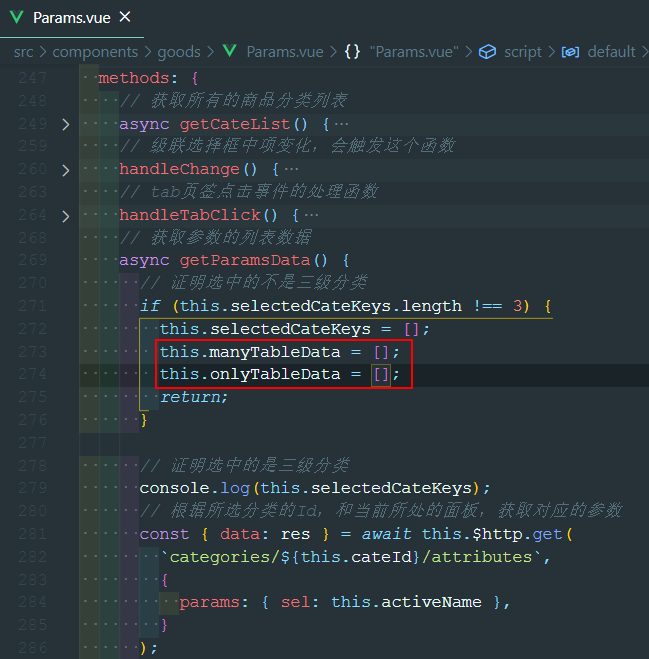 Params.vue ×
src > components > goods > Params.vue > {} "Params.vue" > script > default >
247 methods: {
248 // 获取所有的商品分类列表
249 async getCateList() { …
259 // 级联选择框中项变化，会触发这个函数
260 handleChange() { …
263 // tab页签点击事件的处理函数
264 handleTabClick() { …
268 // 获取参数的列表数据
269 async getParamsData() {
270 // 证明选中的不是三级分类
271 if (this.selectedCateKeys.length !== 3) {
272 this.selectedCateKeys = [];
273 this.manyTableData = [];
274 this.onlyTableData = [];
275 return;
276 }
277
278 // 证明选中的是三级分类
279 console.log(this.selectedCateKeys);
280 // 根据所选分类的Id，和当前所处的面板，获取对应的参数
281 const { data: res } = await this.$http.get(
282 `categories/${this.cateId}/attributes`,
283 {
284 params: { sel: this.activeName },
285 }
286 );